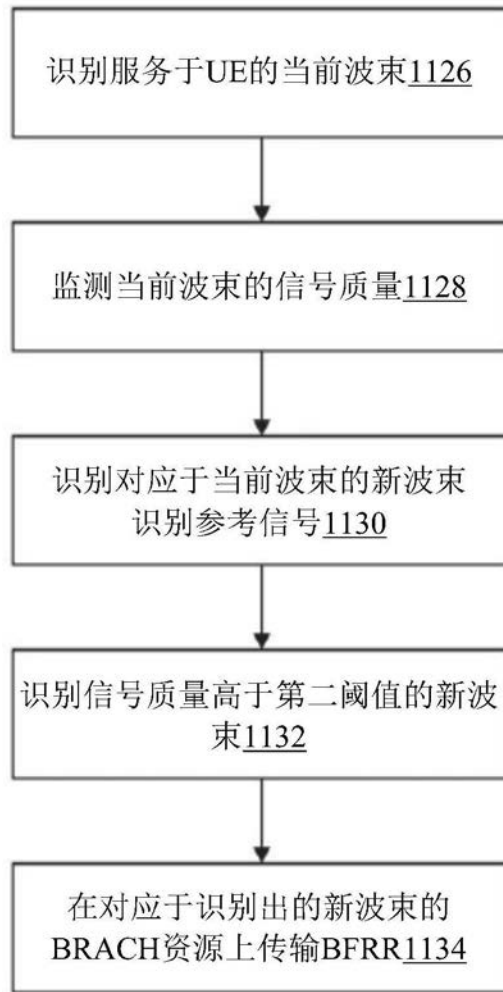 识别服务于UE的当前波束1126
监测当前波束的信号质量1128
识别对应于当前波束的新波束
识别参考信号1130
识别信号质量高于第二阈值的新波
束1132
在对应于识别出的新波束的
BRACH资源上传输BFRR1134